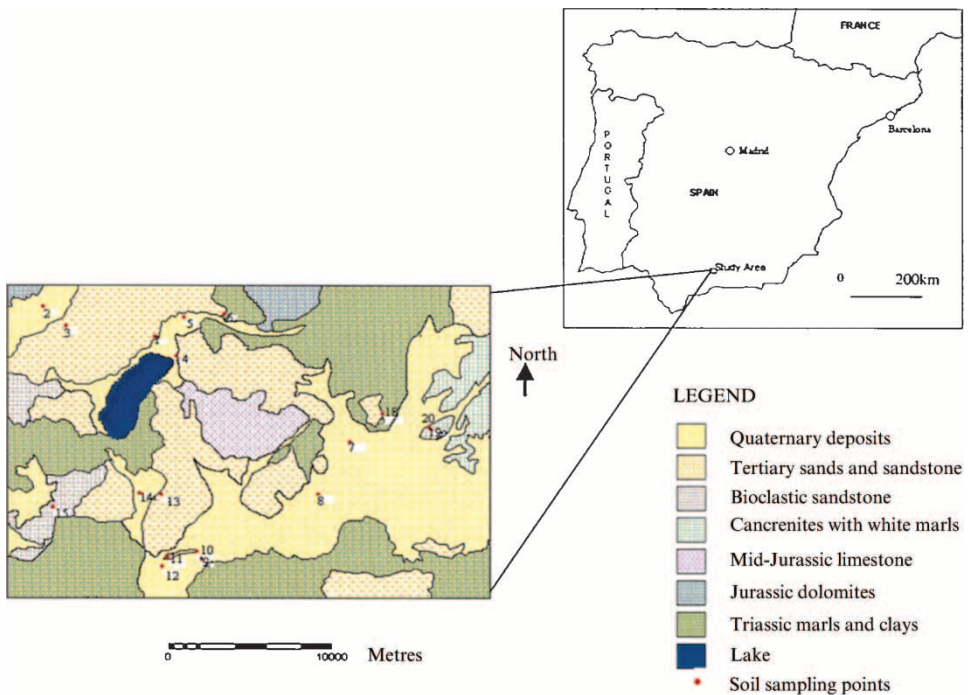 FRANCE
Barcelona
PORTUGAL
Madrid
SPAIN
Study Area
0 200km
2
3
5
1
4
18
20
7
14
13
8
15
10
11
9
12
North
0 10000 Metres
LEGEND
Quaternary deposits
Tertiary sands and sandstone
Bioclastic sandstone
Cancrenites with white marls
Mid-Jurassic limestone
Jurassic dolomites
Triassic marls and clays
Lake
Soil sampling points